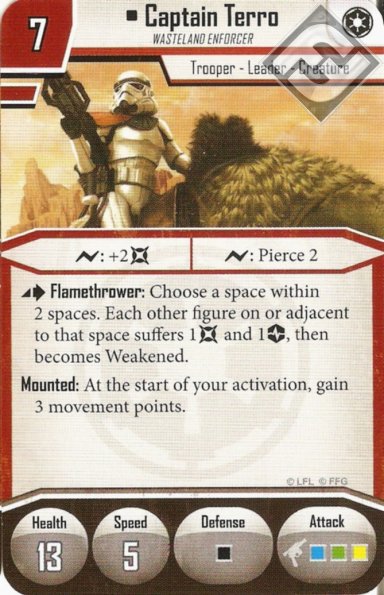 7
Captain Terro
WASTELAND ENFORCER
Trooper - Leader - Creature
: +2
: Pierce 2
Flamethrower: Choose a space within
2 spaces. Each other figure on or adjacent
to that space suffers 1 and 1, then
becomes Weakened.
Mounted: At the start of your activation, gain
3 movement points.
© LFL © FFG
Health
Speed
Defense
Attack
13
5